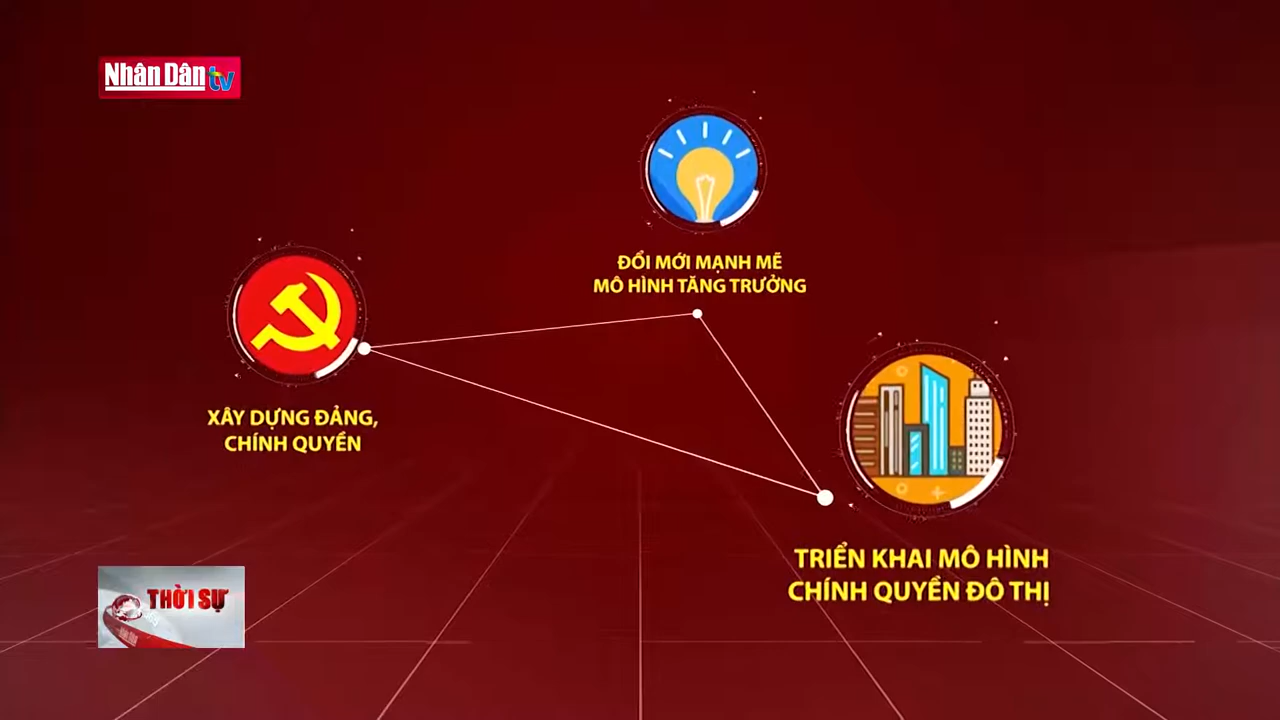 Nhân Dân tv
ĐỔI MỚI MẠNH MẼ
MÔ HÌNH TĂNG TRƯỞNG
XÂY DỰNG ĐẢNG,
CHÍNH QUYỀN
TRIỂN KHAI MÔ HÌNH
CHÍNH QUYỀN ĐÔ THỊ
THỜI SỰ